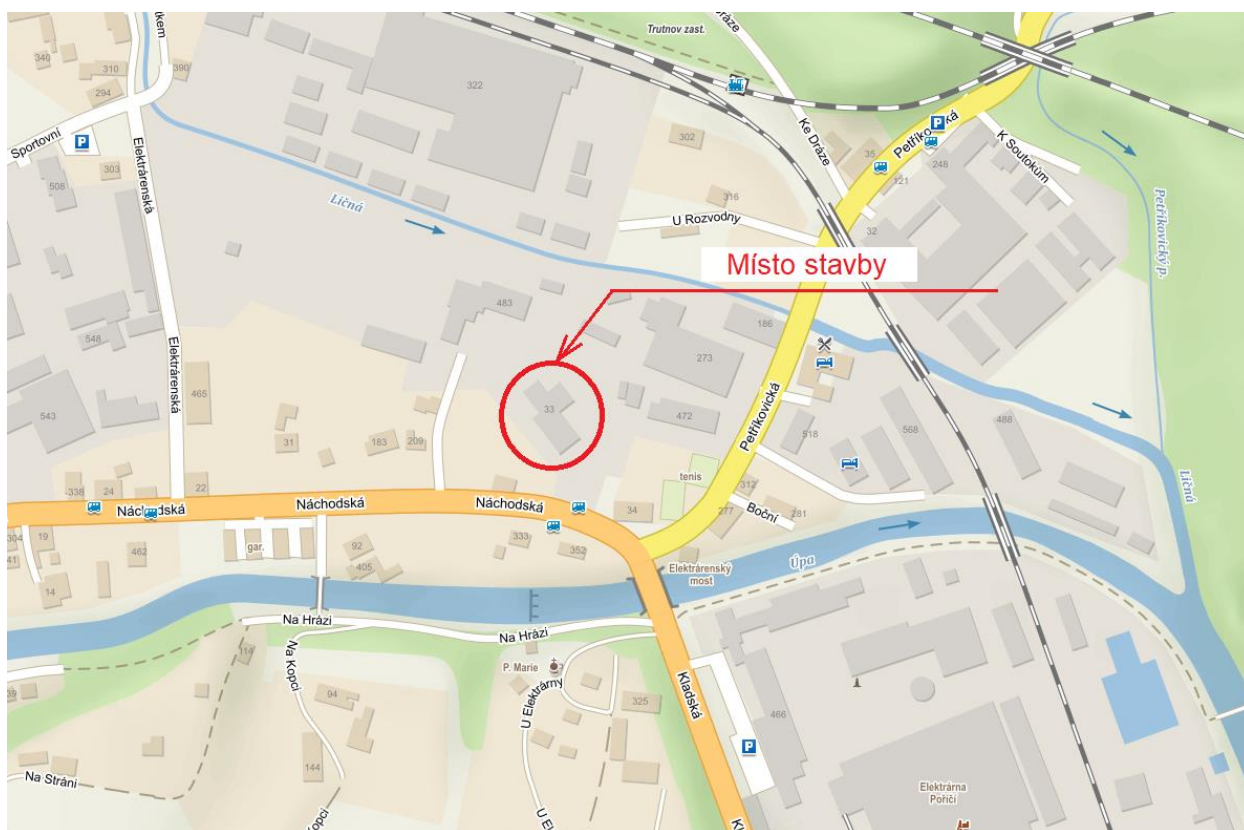 Trutnov zast.
Ke Dráze
Petříkovická
K Soutokům
Petříkovický p.
340
310
294
390
322
302
35
121
248
316
32
Sportovní
P
303
508
Elektrárenská
Ličná
U Rozvodny
Místo stavby
483
186
273
548
Elektrárenská
465
543
33
472
Petříkovická
518
568
488
31
183
209
Ličná
338
24
22
Náchodská
Náchodská
Náchodská
tenis
312
Boční
34
277
281
304
19
41
14
462
gar.
92
405
333
352
Elektrárenský
most
Úpa
Na Hrázi
Na Hrázi
Na Kopci
114
P. Marie
U Elektrárny
94
325
Kladská
466
P
39
144
Na Stráni
Elektrárna
Poříčí